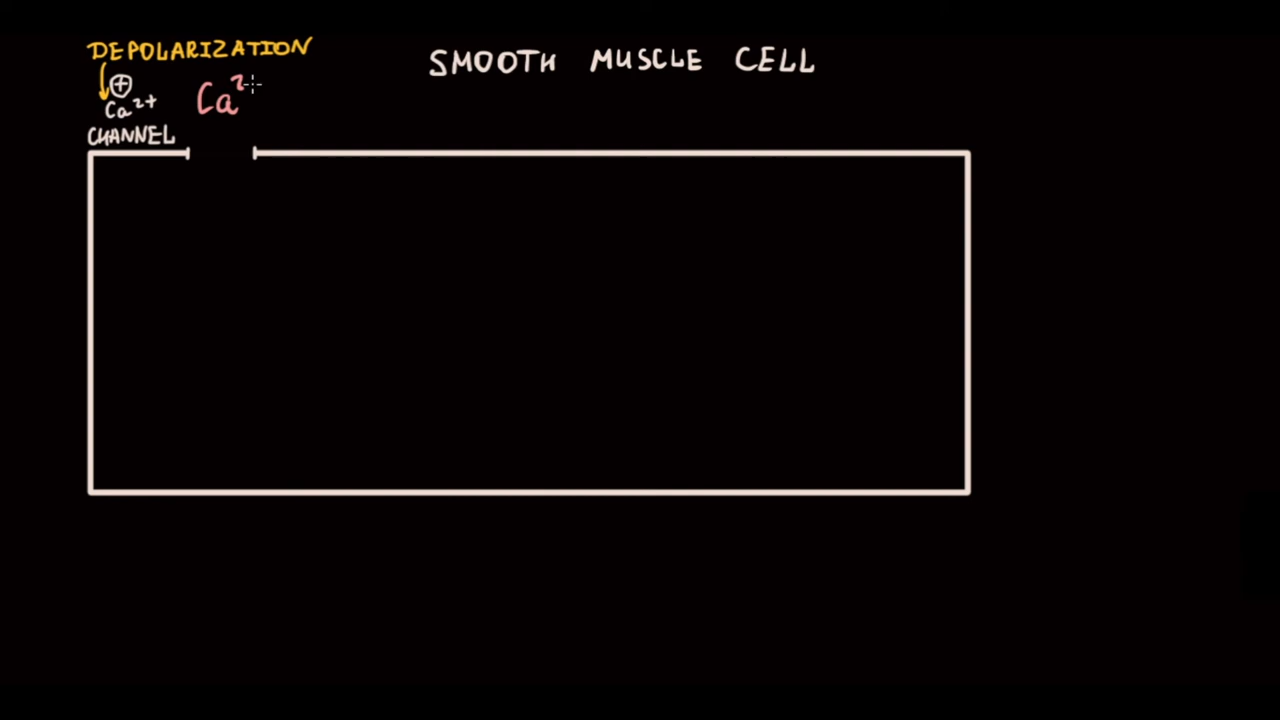 DEPOLARIZATION
SMOOTH MUSCLE CELL
⊕
Ca²⁺
CHANNEL
Ca²